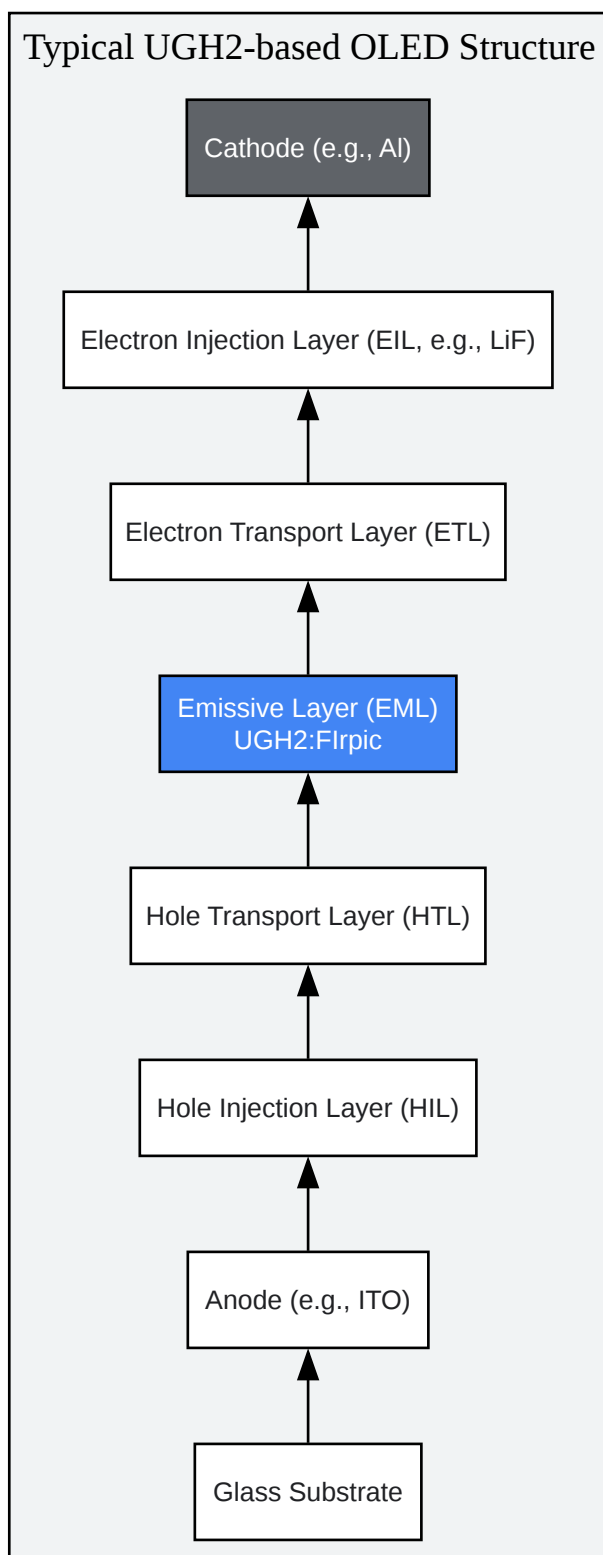 Typical UGH2-based OLED Structure
Cathode (e.g., Al)
Electron Injection Layer (EIL, e.g., LiF)
Electron Transport Layer (ETL)
Emissive Layer (EML)
UGH2:FIrpic
Hole Transport Layer (HTL)
Hole Injection Layer (HIL)
Anode (e.g., ITO)
Glass Substrate